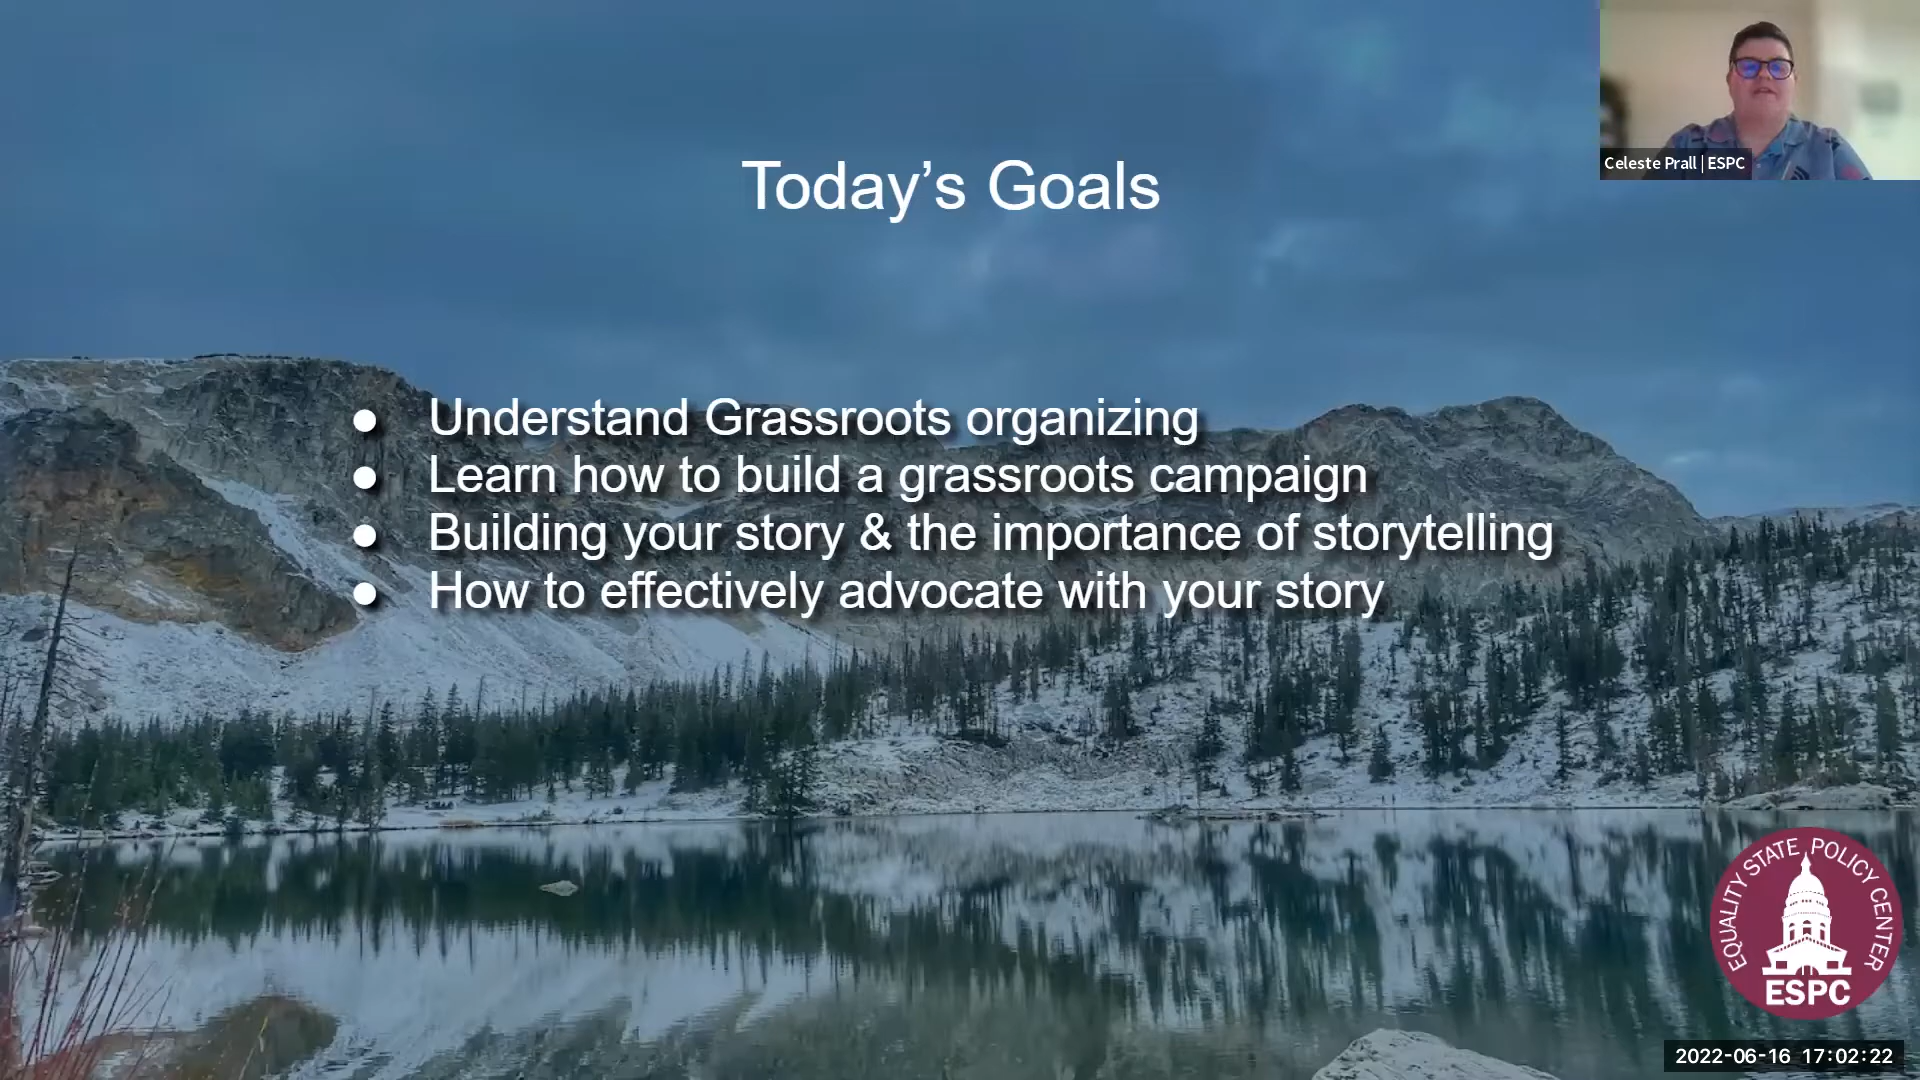 Today’s Goals
Celeste Prall | ESPC
● Understand Grassroots organizing
● Learn how to build a grassroots campaign
● Building your story & the importance of storytelling
● How to effectively advocate with your story
EQUALITY STATE POLICY CENTER
ESPC
2022-06-16 17:02:22